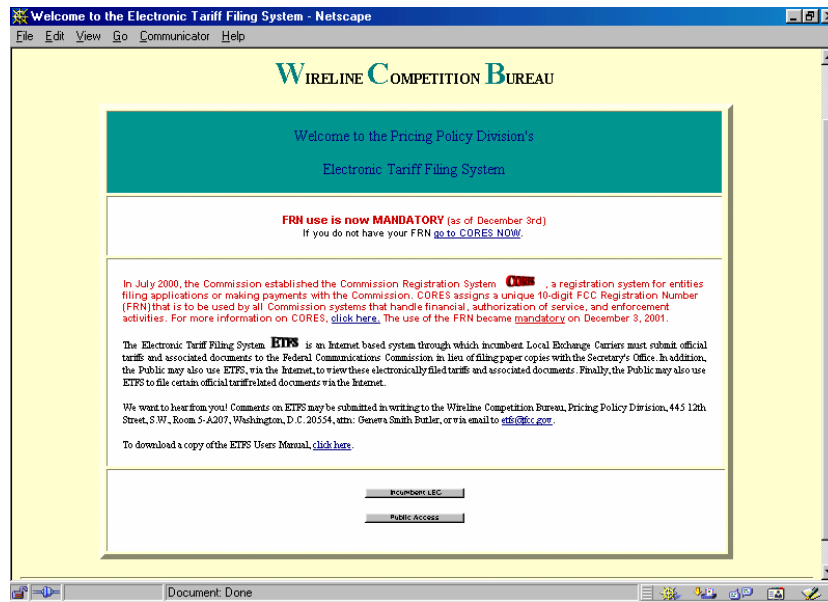 Welcome to the Electronic Tariff Filing System - Netscape
File Edit View Go Communicator Help
WIRELINE COMPETITION BUREAU
Welcome to the Pricing Policy Division's
Electronic Tariff Filing System
FRN use is now MANDATORY (as of December 3rd)
If you do not have your FRN go to CORES NOW.
In July 2000, the Commission established the Commission Registration System CORES , a registration system for entities
filing applications or making payments with the Commission. CORES assigns a unique 10-digit FCC Registration Number
(FRN)that is to be used by all Commission systems that handle financial, authorization of service, and enforcement
activities. For more information on CORES, click here. The use of the FRN became mandatory on December 3, 2001.
The Electronic Tariff Filing System ETFS is an Internet based system through which incumbent Local Exchange Carriers must submit official
tariffs and associated documents to the Federal Communications Commission in lieu of filing paper copies with the Secretary's Office. In addition,
the Public may also use ETFS, via the Internet, to view these electronically filed tariffs and associated documents. Finally, the Public may also use
ETFS to file certain official tariff related documents via the Internet.
We want to hear from you! Comments on ETFS may be submitted in writing to the Wireline Competition Bureau, Pricing Policy Division, 445 12th
Street, S.W., Room 5-A207, Washington, D.C. 20554, attn: Geneva Smith Butler, or via email to etfs@fcc.gov.
To download a copy of the ETFS Users Manual, click here.
Incumbent LEC
Public Access
Document: Done